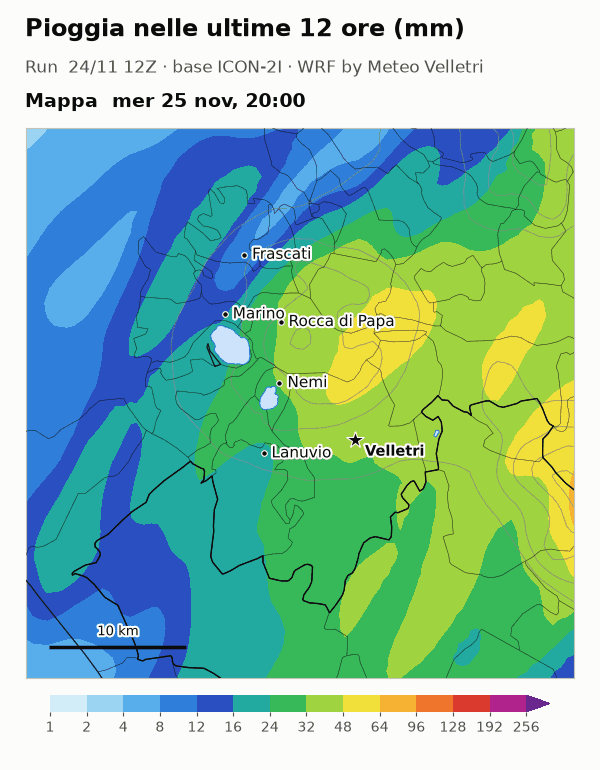 Pioggia nelle ultime 12 ore (mm)
Run  24/11 12Z · base ICON-2I · WRF by Meteo Velletri
Mappa  mer 25 nov, 20:00
Frascati
Marino
Rocca di Papa
Nemi
Velletri
Lanuvio
10 km
1 2 4 8 12 16 24 32 48 64 96 128 192 256